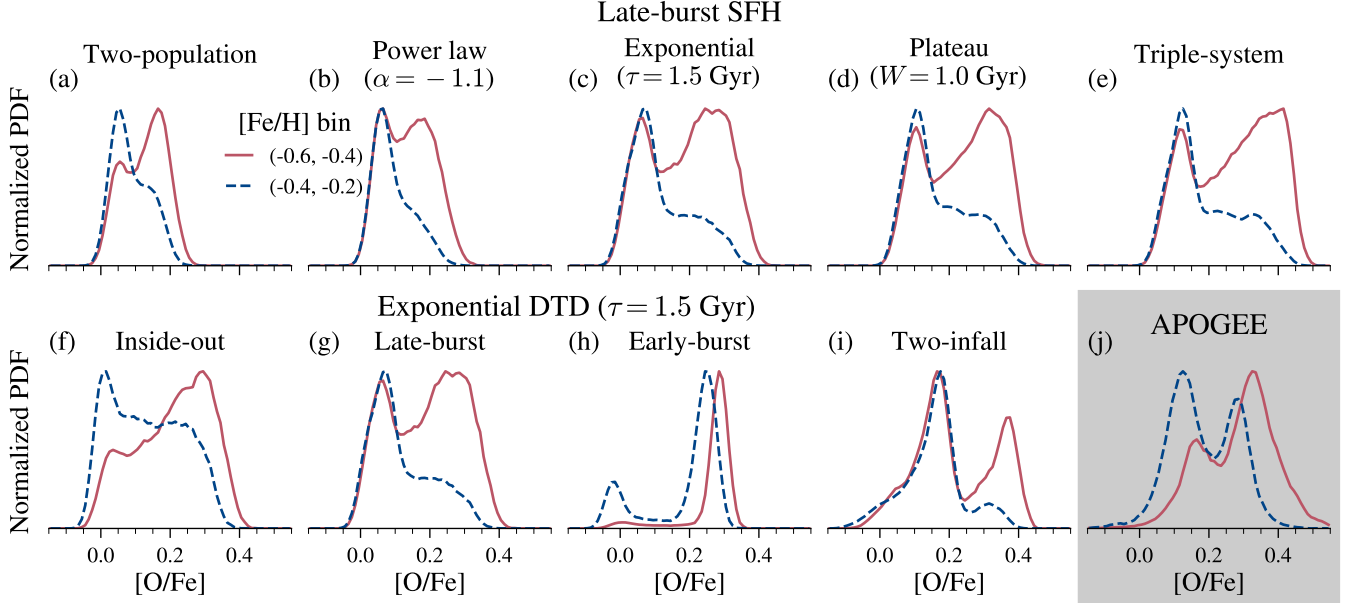 Late-burst SFH
Normalized PDF
(a)
Two-population
(b)
Power law
(α = −1.1)
(c)
Exponential
(τ = 1.5 Gyr)
(d)
Plateau
(W = 1.0 Gyr)
(e)
Triple-system
[Fe/H] bin
(-0.6, -0.4)
(-0.4, -0.2)
Exponential DTD (τ = 1.5 Gyr)
Normalized PDF
(f)
Inside-out
(g)
Late-burst
(h)
Early-burst
(i)
Two-infall
(j)
APOGEE
0.0 0.2 0.4
0.0 0.2 0.4
0.0 0.2 0.4
0.0 0.2 0.4
0.0 0.2 0.4
[O/Fe]
[O/Fe]
[O/Fe]
[O/Fe]
[O/Fe]